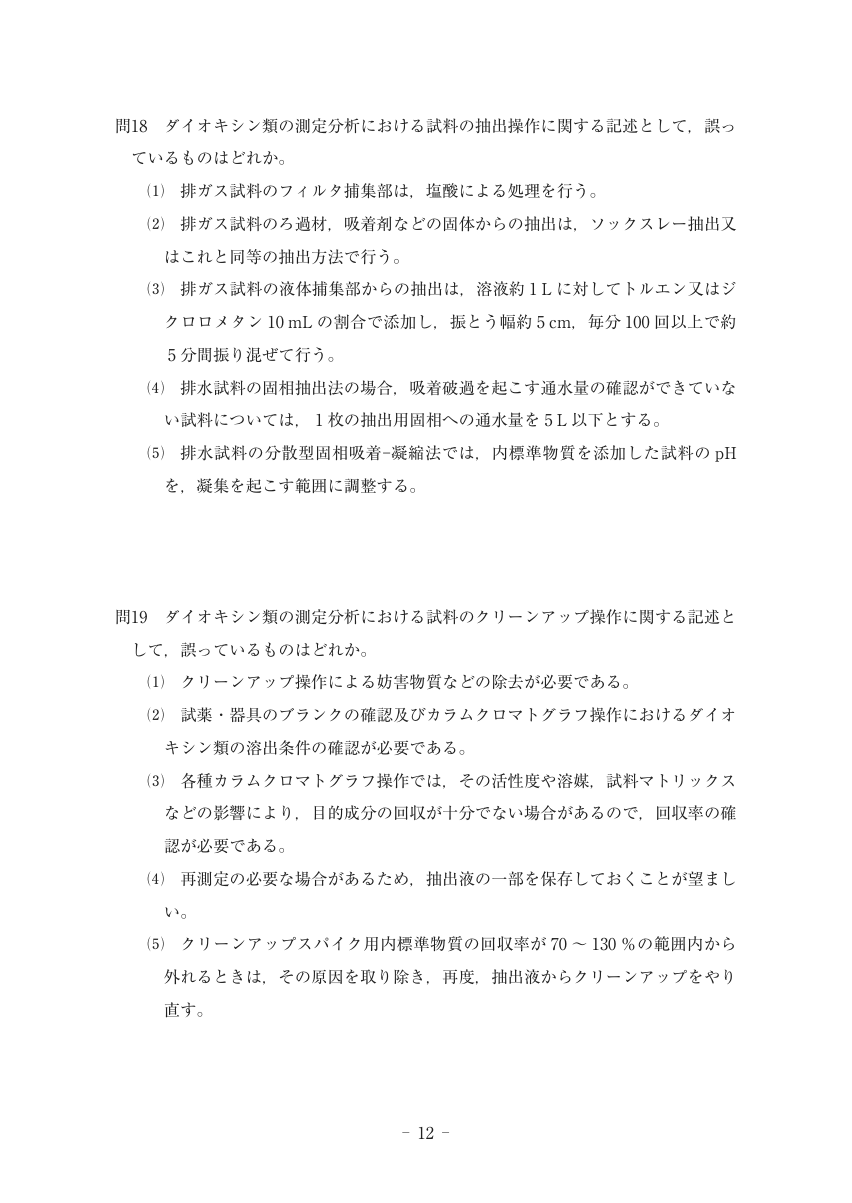 問18 ダイオキシン類の測定分析における試料の抽出操作に関する記述として，誤っ
ているものはどれか。
⑴ 排ガス試料のフィルタ捕集部は，塩酸による処理を行う。
⑵ 排ガス試料のろ過材，吸着剤などの固体からの抽出は，ソックスレー抽出又
はこれと同等の抽出方法で行う。
⑶ 排ガス試料の液体捕集部からの抽出は，溶液約１L に対してトルエン又はジ
クロロメタン 10 mL の割合で添加し，振とう幅約５cm，毎分 100 回以上で約
５分間振り混ぜて行う。
⑷ 排水試料の固相抽出法の場合，吸着破過を起こす通水量の確認ができていな
い試料については，１枚の抽出用固相への通水量を５L 以下とする。
⑸ 排水試料の分散型固相吸着−凝縮法では，内標準物質を添加した試料の pH
を，凝集を起こす範囲に調整する。
問19 ダイオキシン類の測定分析における試料のクリーンアップ操作に関する記述と
して，誤っているものはどれか。
⑴ クリーンアップ操作による妨害物質などの除去が必要である。
⑵ 試薬・器具のブランクの確認及びカラムクロマトグラフ操作におけるダイオ
キシン類の溶出条件の確認が必要である。
⑶ 各種カラムクロマトグラフ操作では，その活性度や溶媒，試料マトリックス
などの影響により，目的成分の回収が十分でない場合があるので，回収率の確
認が必要である。
⑷ 再測定の必要な場合があるため，抽出液の一部を保存しておくことが望まし
い。
⑸ クリーンアップスパイク用内標準物質の回収率が 70 ～ 130 ％の範囲内から
外れるときは，その原因を取り除き，再度，抽出液からクリーンアップをやり
直す。
− 12 −